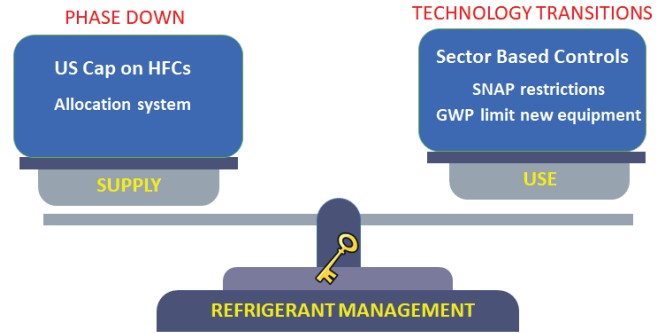 PHASE DOWN
US Cap on HFCs
Allocation system
SUPPLY
TECHNOLOGY TRANSITIONS
Sector Based Controls
SNAP restrictions
GWP limit new equipment
USE
REFRIGERANT MANAGEMENT